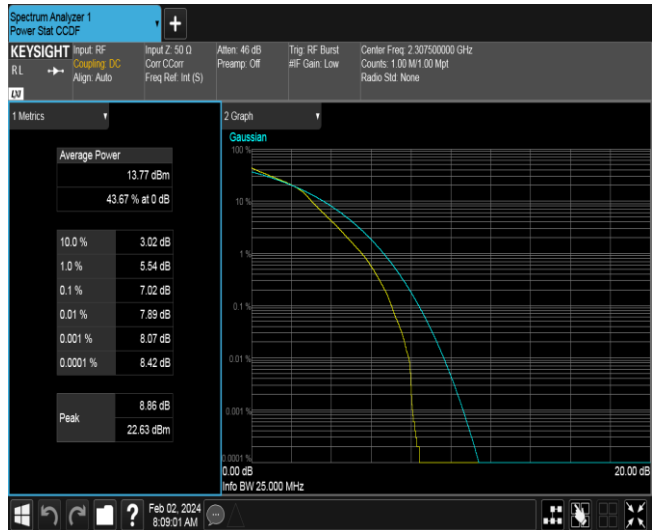 Spectrum Analyzer 1
Power Stat CCDF
+
KEYSIGHT
RL
LXI
Input: RF
Coupling: DC
Align: Auto
Input Z: 50 Ω
Corr CCorr
Freq Ref: Int (S)
Atten: 46 dB
Preamp: Off
Trig: RF Burst
#IF Gain: Low
Center Freq: 2.307500000 GHz
Counts: 1.00 M/1.00 Mpt
Radio Std: None
1 Metrics
Average Power
13.77 dBm
43.67 % at 0 dB
10.0 % 3.02 dB
1.0 % 5.54 dB
0.1 % 7.02 dB
0.01 % 7.89 dB
0.001 % 8.07 dB
0.0001 % 8.42 dB
Peak
8.86 dB
22.63 dBm
2 Graph
Gaussian
100 %
10 %
1 %
0.1 %
0.01 %
0.001 %
0.0001 %
0.00 dB 20.00 dB
Info BW 25.000 MHz
?
Feb 02, 2024
8:09:01 AM